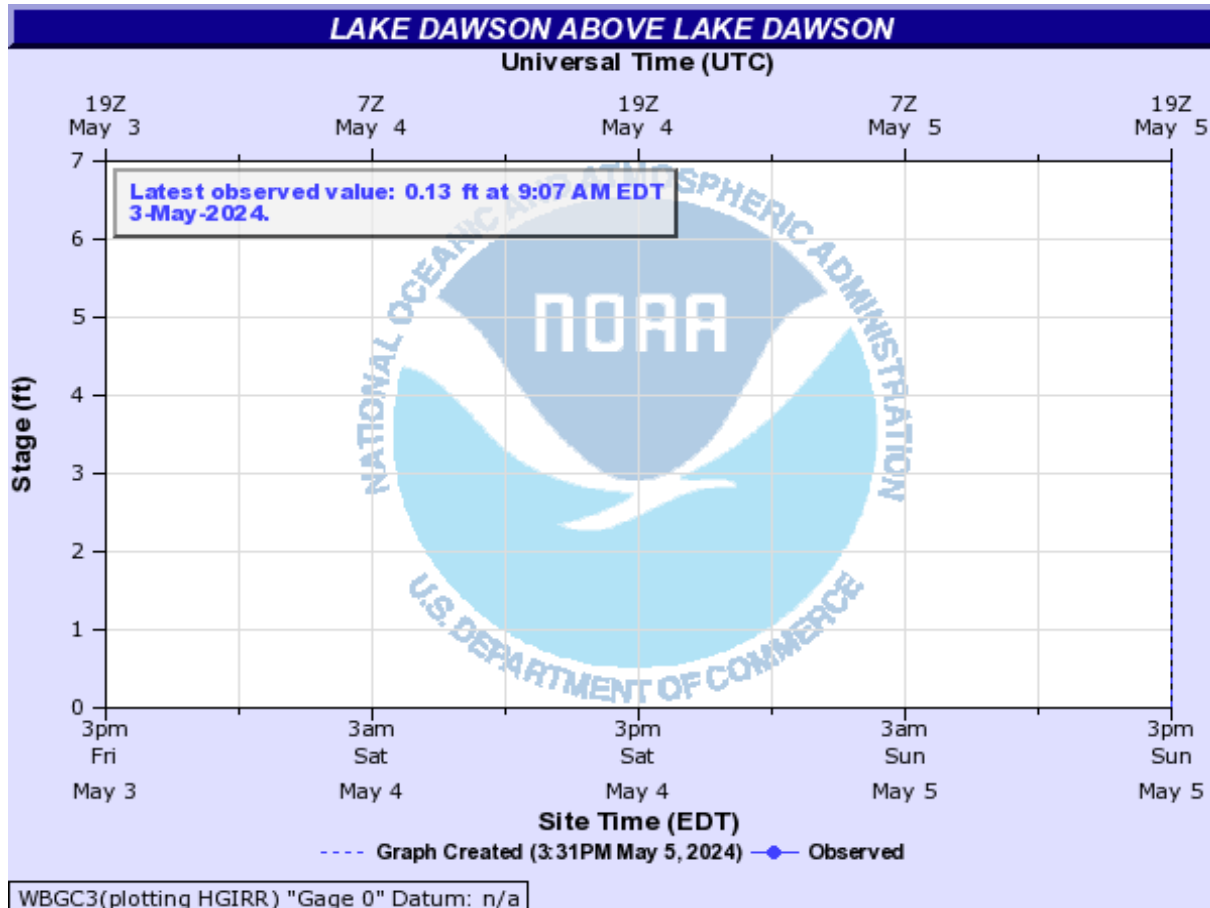 LAKE DAWSON ABOVE LAKE DAWSON
Universal Time (UTC)
19Z 7Z 19Z 7Z 19Z
May 3 May 4 May 4 May 5 May 5
Latest observed value: 0.13 ft at 9:07 AM EDT
3-May-2024.
7
6
5
4
3
2
1
0
Stage (ft)
NATIONAL OCEANIC AND ATMOSPHERIC ADMINISTRATION
NOAA
U.S. DEPARTMENT OF COMMERCE
3pm 3am 3pm 3am 3pm
Fri Sat Sat Sun Sun
May 3 May 4 May 4 May 5 May 5
Site Time (EDT)
---- Graph Created (3:31PM May 5, 2024) Observed
WBGC3(plotting HGIRR) "Gage 0" Datum: n/a